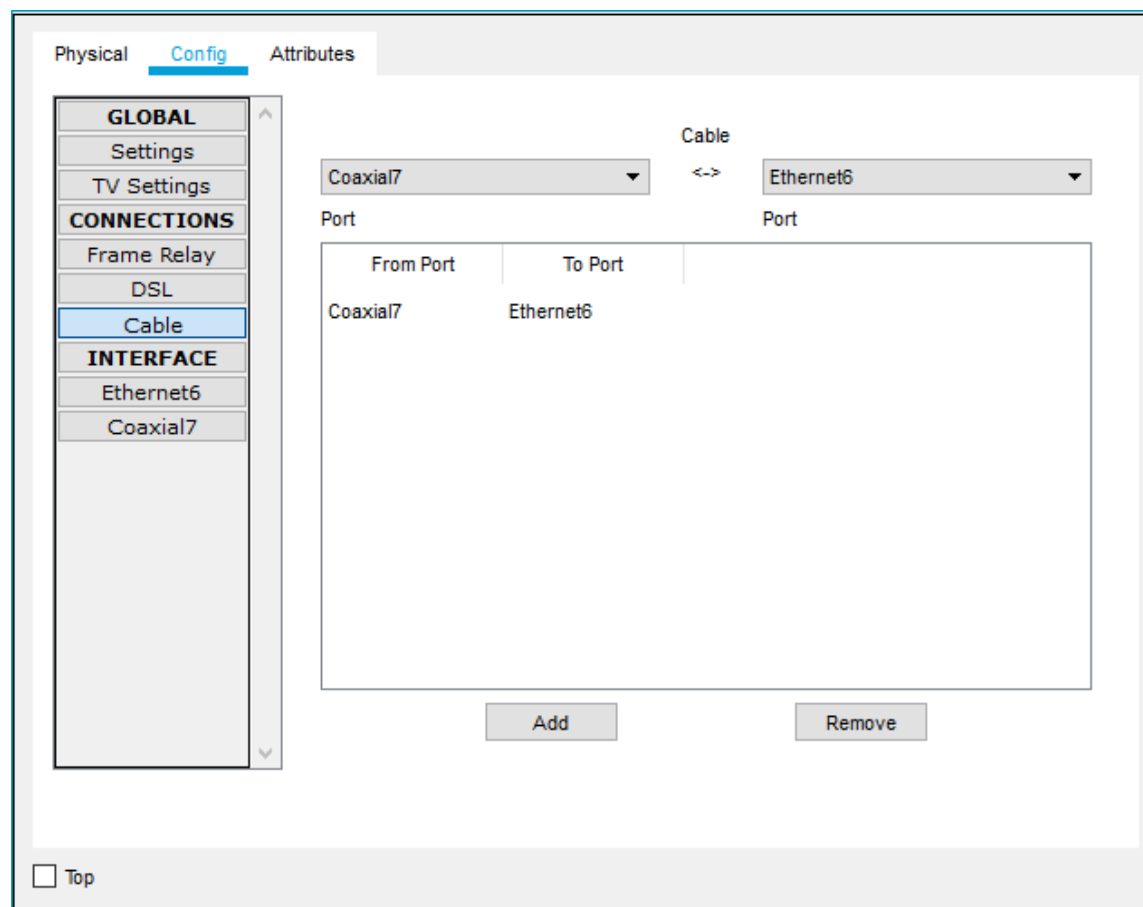 Physical Config Attributes
GLOBAL
Settings
TV Settings
CONNECTIONS
Frame Relay
DSL
Cable
INTERFACE
Ethernet6
Coaxial7
Cable
Coaxial7 <-> Ethernet6
Port Port
From Port To Port
Coaxial7 Ethernet6
Add Remove
Top